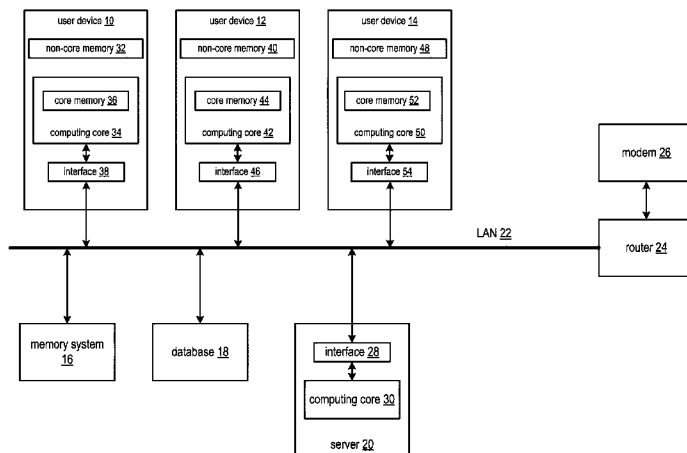 user device 10
user device 12
user device 14
non-core memory 32
non-core memory 40
non-core memory 48
core memory 36
core memory 44
core memory 52
computing core 34
computing core 42
computing core 50
interface 38
interface 46
interface 54
modem 26
LAN 22
router 24
memory system
16
database 18
interface 28
computing core 30
server 20